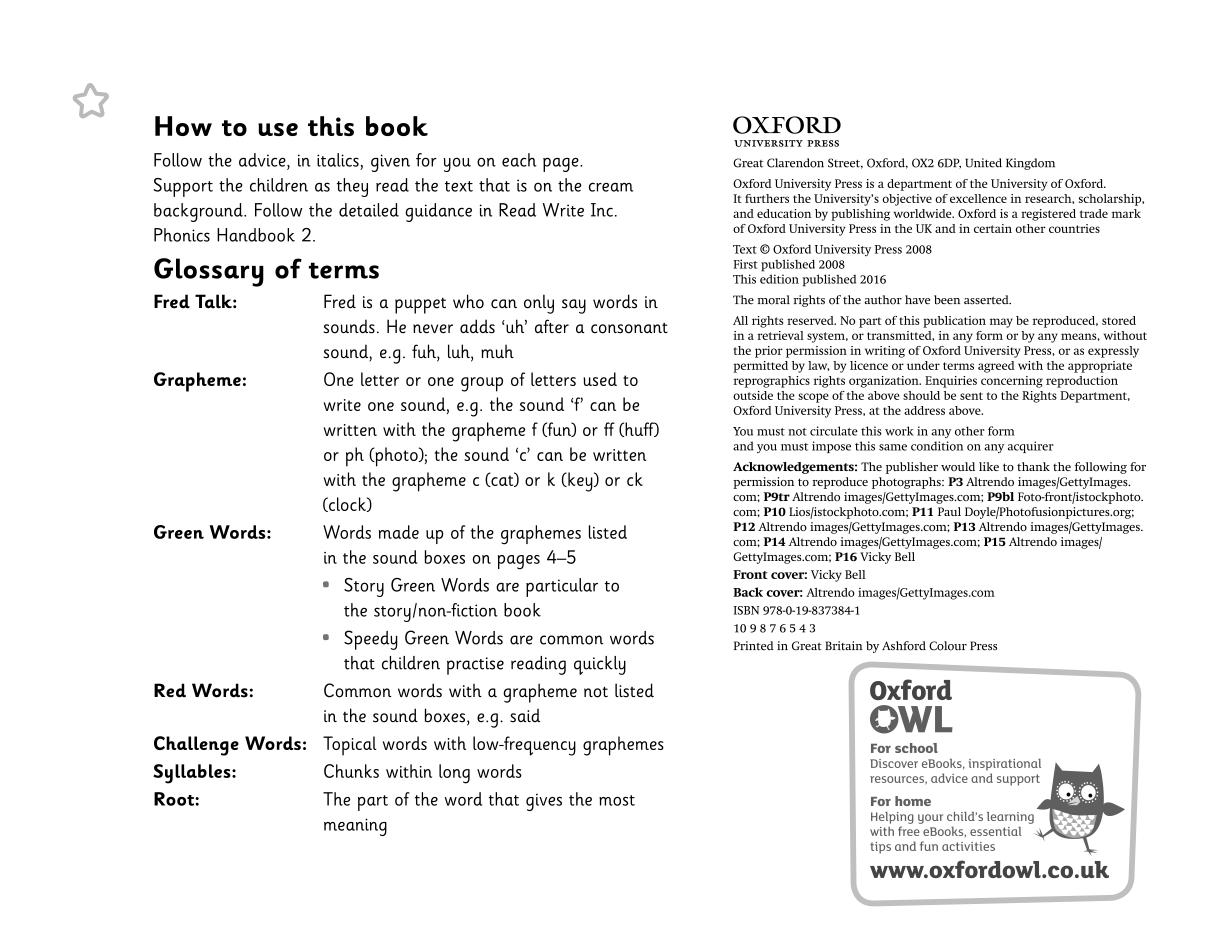 How to use this book
Follow the advice, in italics, given for you on each page.
Support the children as they read the text that is on the cream
background. Follow the detailed guidance in Read Write Inc.
Phonics Handbook 2.
Glossary of terms
Fred Talk: Fred is a puppet who can only say words in
sounds. He never adds ‘uh’ after a consonant
sound, e.g. fuh, luh, muh
Grapheme: One letter or one group of letters used to
write one sound, e.g. the sound ‘f’ can be
written with the grapheme f (fun) or ff (huff)
or ph (photo); the sound ‘c’ can be written
with the grapheme c (cat) or k (key) or ck
(clock)
Green Words: Words made up of the graphemes listed
in the sound boxes on pages 4–5
• Story Green Words are particular to
the story/non-fiction book
• Speedy Green Words are common words
that children practise reading quickly
Red Words: Common words with a grapheme not listed
in the sound boxes, e.g. said
Challenge Words: Topical words with low-frequency graphemes
Syllables: Chunks within long words
Root: The part of the word that gives the most
meaning
OXFORD
UNIVERSITY PRESS
Great Clarendon Street, Oxford, OX2 6DP, United Kingdom
Oxford University Press is a department of the University of Oxford.
It furthers the University’s objective of excellence in research, scholarship,
and education by publishing worldwide. Oxford is a registered trade mark
of Oxford University Press in the UK and in certain other countries
Text © Oxford University Press 2008
First published 2008
This edition published 2016
The moral rights of the author have been asserted.
All rights reserved. No part of this publication may be reproduced, stored
in a retrieval system, or transmitted, in any form or by any means, without
the prior permission in writing of Oxford University Press, or as expressly
permitted by law, by licence or under terms agreed with the appropriate
reprographics rights organization. Enquiries concerning reproduction
outside the scope of the above should be sent to the Rights Department,
Oxford University Press, at the address above.
You must not circulate this work in any other form
and you must impose this same condition on any acquirer
Acknowledgements: The publisher would like to thank the following for
permission to reproduce photographs: P3 Altrendo images/GettyImages.
com; P9tr Altrendo images/GettyImages.com; P9bl Foto-front/istockphoto.
com; P10 Lios/istockphoto.com; P11 Paul Doyle/Photofusionpictures.org;
P12 Altrendo images/GettyImages.com; P13 Altrendo images/GettyImages.
com; P14 Altrendo images/GettyImages.com; P15 Altrendo images/
GettyImages.com; P16 Vicky Bell
Front cover: Vicky Bell
Back cover: Altrendo images/GettyImages.com
ISBN 978-0-19-837384-1
10 9 8 7 6 5 4 3
Printed in Great Britain by Ashford Colour Press
Oxford
OWL
For school
Discover eBooks, inspirational
resources, advice and support
For home
Helping your child’s learning
with free eBooks, essential
tips and fun activities
www.oxfordowl.co.uk